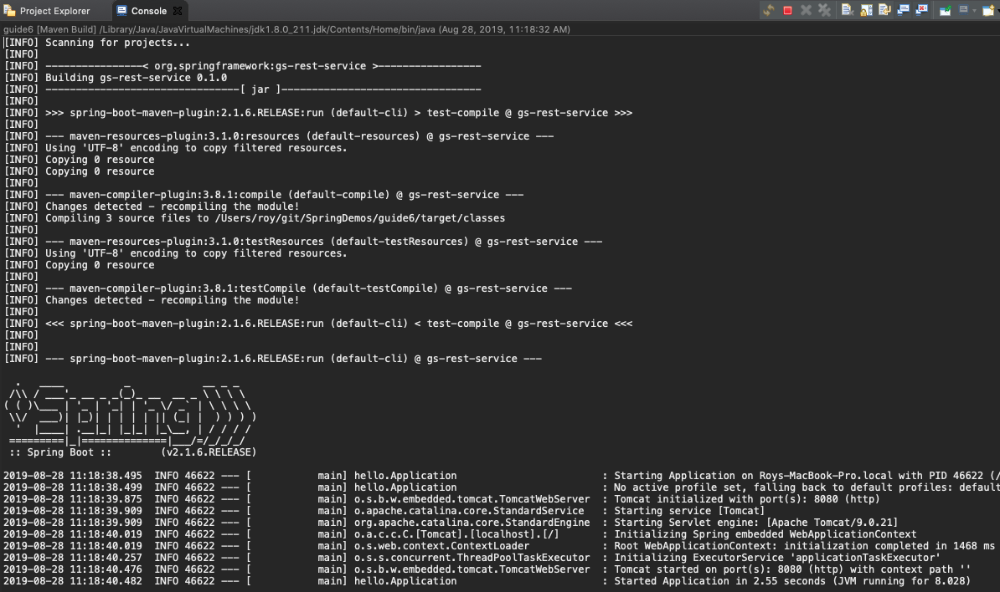 Project Explorer
Console
guide6 [Maven Build] /Library/Java/JavaVirtualMachines/jdk1.8.0_211.jdk/Contents/Home/bin/java (Aug 28, 2019, 11:18:32 AM)
[INFO] Scanning for projects...
[INFO]
[INFO] ----------------< org.springframework:gs-rest-service >-----------------
[INFO] Building gs-rest-service 0.1.0
[INFO] --------------------------------[ jar ]---------------------------------
[INFO]
[INFO] >>> spring-boot-maven-plugin:2.1.6.RELEASE:run (default-cli) > test-compile @ gs-rest-service >>>
[INFO]
[INFO] --- maven-resources-plugin:3.1.0:resources (default-resources) @ gs-rest-service ---
[INFO] Using 'UTF-8' encoding to copy filtered resources.
[INFO] Copying 0 resource
[INFO] Copying 0 resource
[INFO]
[INFO] --- maven-compiler-plugin:3.8.1:compile (default-compile) @ gs-rest-service ---
[INFO] Changes detected - recompiling the module!
[INFO] Compiling 3 source files to /Users/roy/git/SpringDemos/guide6/target/classes
[INFO]
[INFO] --- maven-resources-plugin:3.1.0:testResources (default-testResources) @ gs-rest-service ---
[INFO] Using 'UTF-8' encoding to copy filtered resources.
[INFO] Copying 0 resource
[INFO]
[INFO] --- maven-compiler-plugin:3.8.1:testCompile (default-testCompile) @ gs-rest-service ---
[INFO] Changes detected - recompiling the module!
[INFO]
[INFO] <<< spring-boot-maven-plugin:2.1.6.RELEASE:run (default-cli) < test-compile @ gs-rest-service <<<
[INFO]
[INFO]
[INFO] --- spring-boot-maven-plugin:2.1.6.RELEASE:run (default-cli) @ gs-rest-service ---
  .   ____          _            __ _ _
 /\\ / ___'_ __ _ _(_)_ __  __ _ \ \ \ \
( ( )\___ | '_ | '_| | '_ \/ _` | \ \ \ \
 \\/  ___)| |_)| | | | | || (_| |  ) ) ) )
  '  |____| .__|_| |_|_| |_\__, | / / / /
 =========|_|==============|___/=/_/_/_/
 :: Spring Boot ::        (v2.1.6.RELEASE)
2019-08-28 11:18:38.495  INFO 46622 --- [           main] hello.Application                        : Starting Application on Roys-MacBook-Pro.local with PID 46622 (/
2019-08-28 11:18:38.499  INFO 46622 --- [           main] hello.Application                        : No active profile set, falling back to default profiles: default
2019-08-28 11:18:39.875  INFO 46622 --- [           main] o.s.b.w.embedded.tomcat.TomcatWebServer  : Tomcat initialized with port(s): 8080 (http)
2019-08-28 11:18:39.909  INFO 46622 --- [           main] o.apache.catalina.core.StandardService   : Starting service [Tomcat]
2019-08-28 11:18:39.909  INFO 46622 --- [           main] org.apache.catalina.core.StandardEngine  : Starting Servlet engine: [Apache Tomcat/9.0.21]
2019-08-28 11:18:40.019  INFO 46622 --- [           main] o.a.c.c.C.[Tomcat].[localhost].[/]       : Initializing Spring embedded WebApplicationContext
2019-08-28 11:18:40.019  INFO 46622 --- [           main] o.s.web.context.ContextLoader            : Root WebApplicationContext: initialization completed in 1468 ms
2019-08-28 11:18:40.257  INFO 46622 --- [           main] o.s.s.concurrent.ThreadPoolTaskExecutor  : Initializing ExecutorService 'applicationTaskExecutor'
2019-08-28 11:18:40.476  INFO 46622 --- [           main] o.s.b.w.embedded.tomcat.TomcatWebServer  : Tomcat started on port(s): 8080 (http) with context path ''
2019-08-28 11:18:40.482  INFO 46622 --- [           main] hello.Application                        : Started Application in 2.55 seconds (JVM running for 8.028)